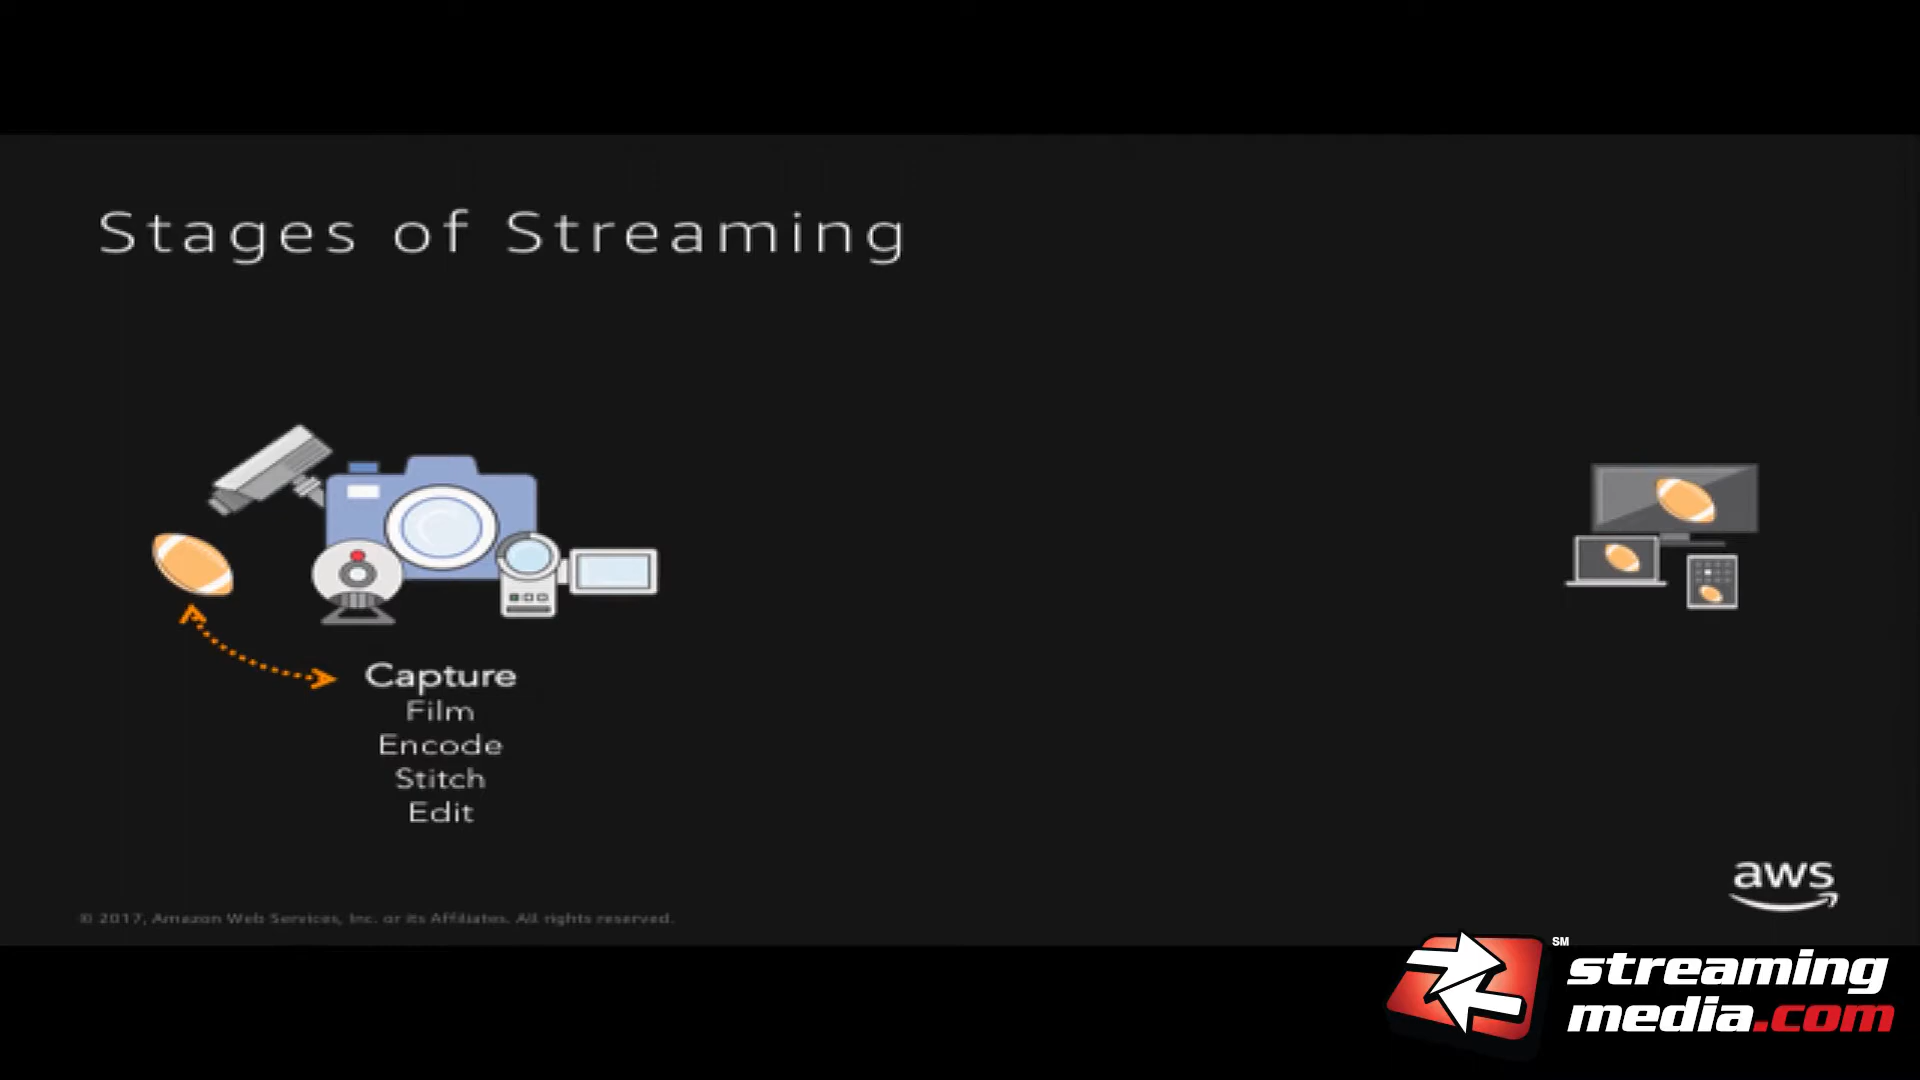 Stages of Streaming
Capture
Film
Encode
Stitch
Edit
aws
© 2017, Amazon Web Services, Inc. or its Affiliates. All rights reserved.
SM
streaming
media.com